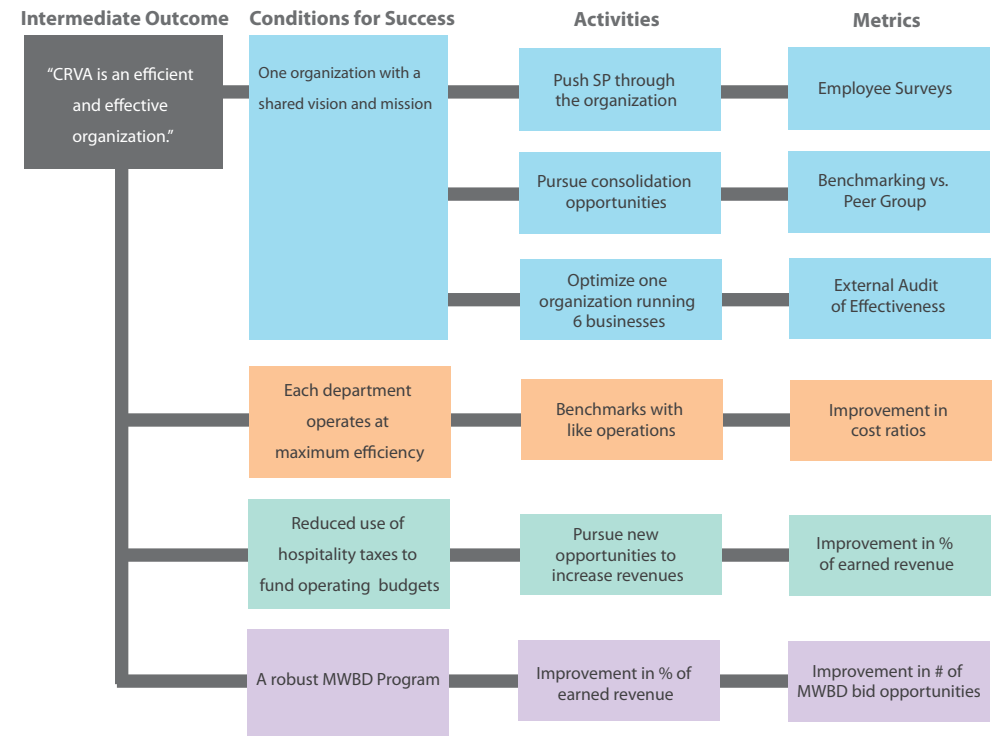 Intermediate Outcome
Conditions for Success
Activities
Metrics
“CRVA is an efficient
and effective
organization.”
One organization with a
shared vision and mission
Push SP through
the organization
Employee Surveys
Pursue consolidation
opportunities
Benchmarking vs.
Peer Group
Optimize one
organization running
6 businesses
External Audit
of Effectiveness
Each department
operates at
maximum efficiency
Benchmarks with
like operations
Improvement in
cost ratios
Reduced use of
hospitality taxes to
fund operating budgets
Pursue new
opportunities to
increase revenues
Improvement in %
of earned revenue
A robust MWBD Program
Improvement in % of
earned revenue
Improvement in # of
MWBD bid opportunities